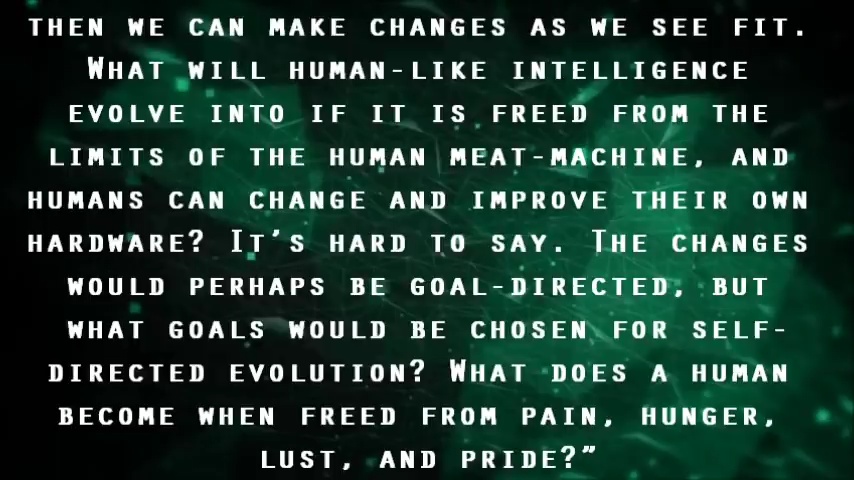 THEN WE CAN MAKE CHANGES AS WE SEE FIT.
WHAT WILL HUMAN-LIKE INTELLIGENCE
EVOLVE INTO IF IT IS FREED FROM THE
LIMITS OF THE HUMAN MEAT-MACHINE, AND
HUMANS CAN CHANGE AND IMPROVE THEIR OWN
HARDWARE? IT'S HARD TO SAY. THE CHANGES
WOULD PERHAPS BE GOAL-DIRECTED, BUT
WHAT GOALS WOULD BE CHOSEN FOR SELF-
DIRECTED EVOLUTION? WHAT DOES A HUMAN
BECOME WHEN FREED FROM PAIN, HUNGER,
LUST, AND PRIDE?”